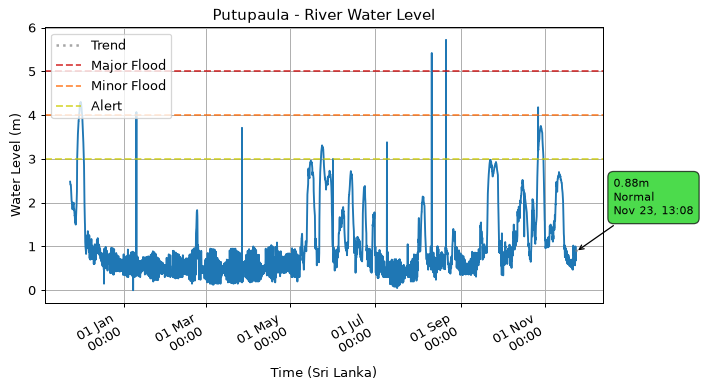 Putupaula - River Water Level
6
5
4
3
2
1
0
Water Level (m)
Trend
Major Flood
Minor Flood
Alert
0.88m
Normal
Nov 23, 13:08
01 Jan
00:00
01 Mar
00:00
01 May
00:00
01 Jul
00:00
01 Sep
00:00
01 Nov
00:00
Time (Sri Lanka)